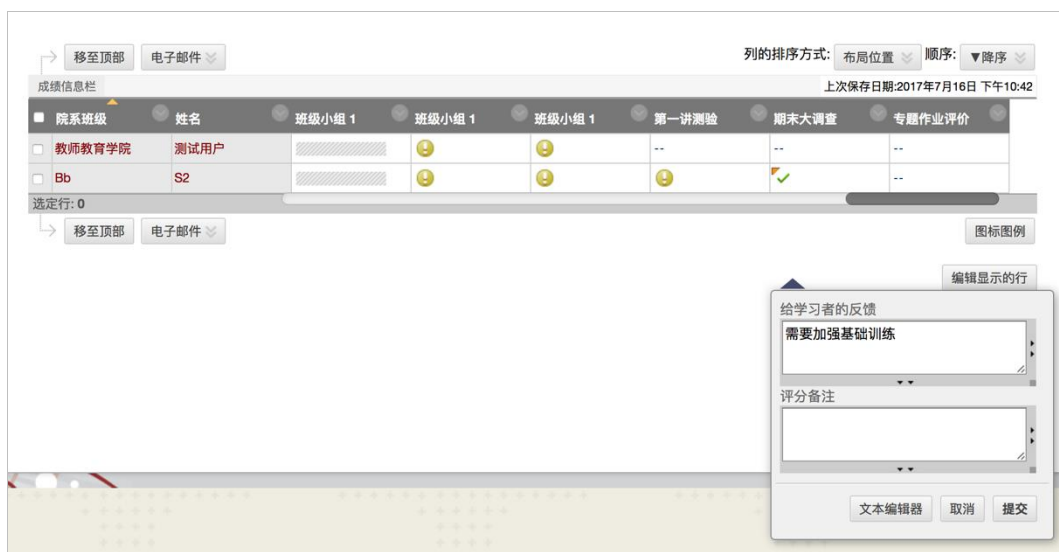 移至顶部 电子邮件 列的排序方式: 布局位置 顺序: ▼降序
成绩信息栏 上次保存日期:2017年7月16日 下午10:42
院系班级 姓名 班级小组 1 班级小组 1 班级小组 1 第一讲测验 期末大调查 专题作业评价
教师教育学院 测试用户 -- -- --
Bb S2 --
选定行: 0
移至顶部 电子邮件 图标图例
编辑显示的行
给学习者的反馈
需要加强基础训练
评分备注
文本编辑器 取消 提交